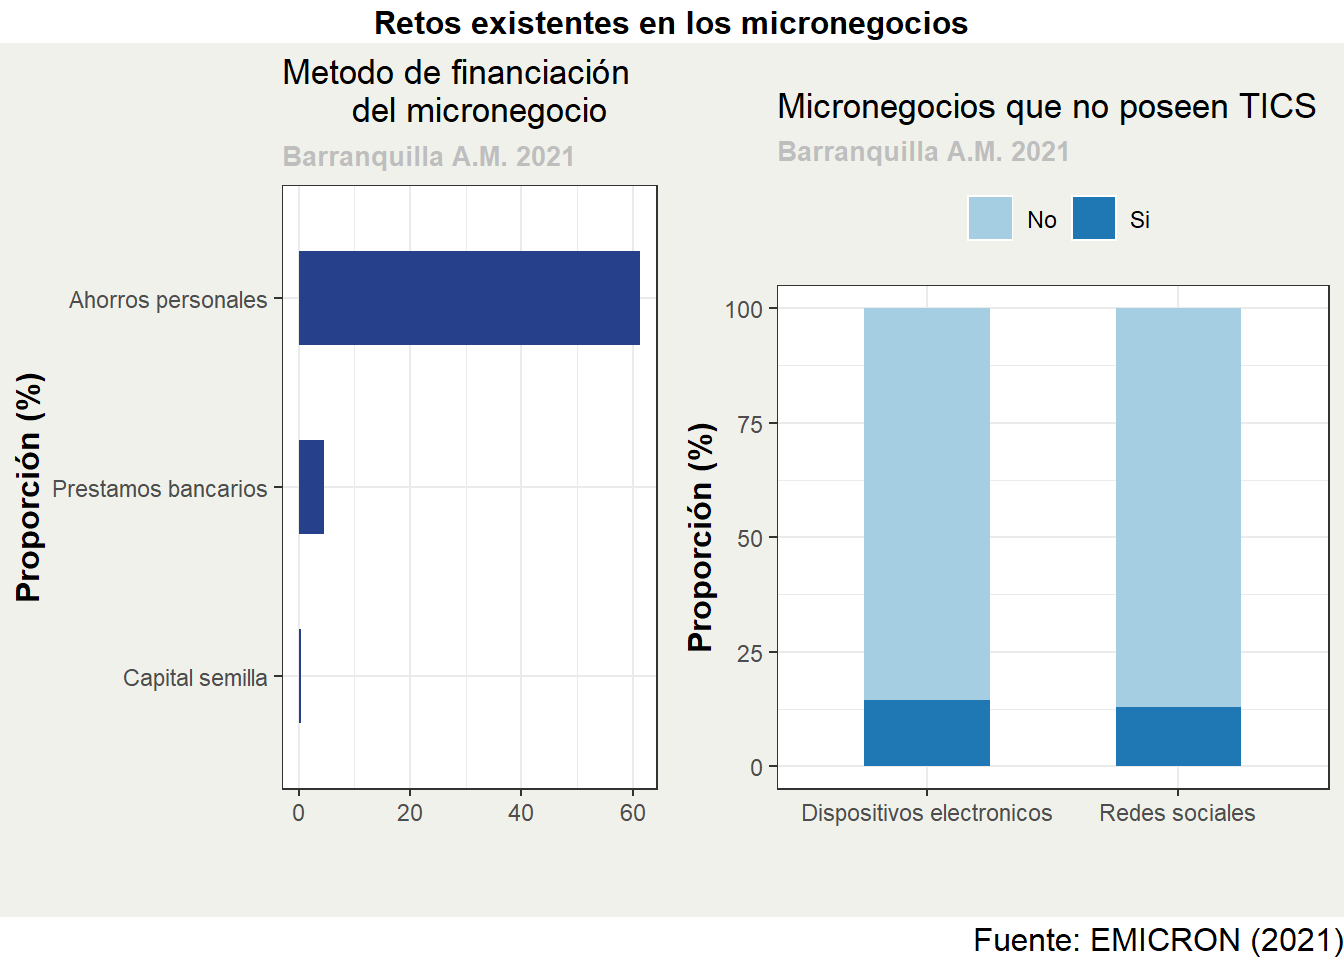 Retos existentes en los micronegocios
Metodo de financiación
del micronegocio
Barranquilla A.M. 2021
Proporción (%)
Ahorros personales
Prestamos bancarios
Capital semilla
0 20 40 60
Micronegocios que no poseen TICS
Barranquilla A.M. 2021
No Si
Proporción (%)
100
75
50
25
0
Dispositivos electronicos Redes sociales
Fuente: EMICRON (2021)